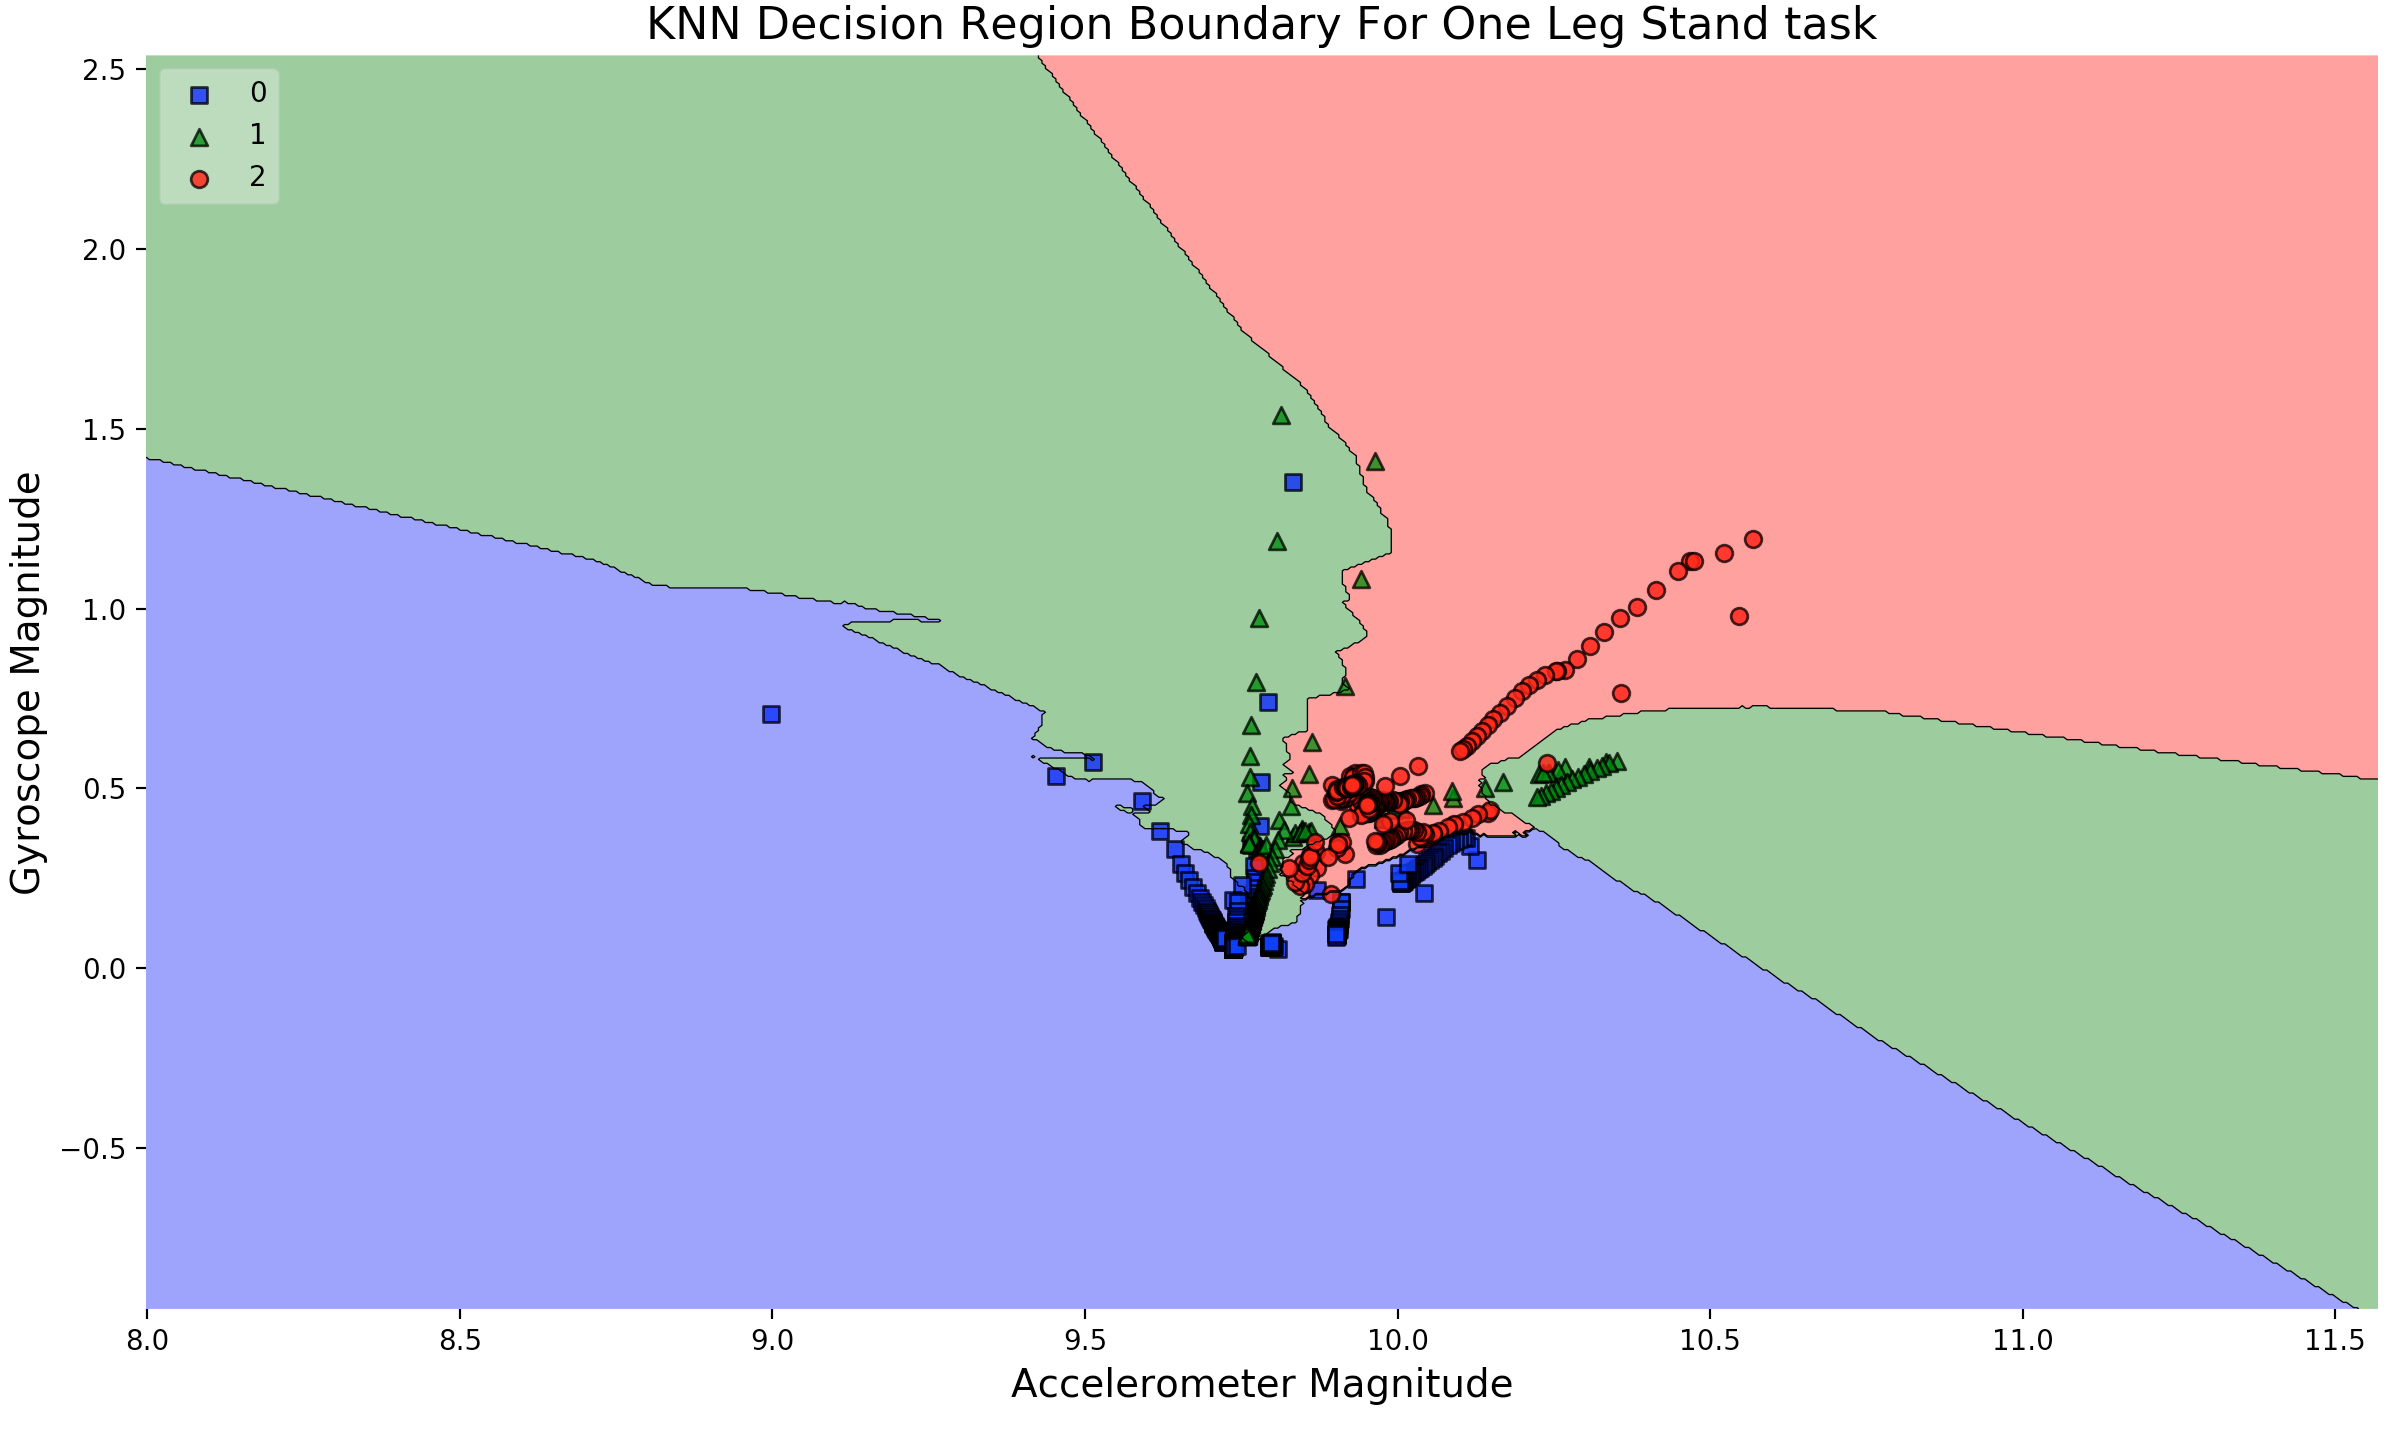 KNN Decision Region Boundary For One Leg Stand task
2.5
0
1
2
2.0
1.5
1.0
0.5
0.0
−0.5
Gyroscope Magnitude
8.0 8.5 9.0 9.5 10.0 10.5 11.0 11.5
Accelerometer Magnitude